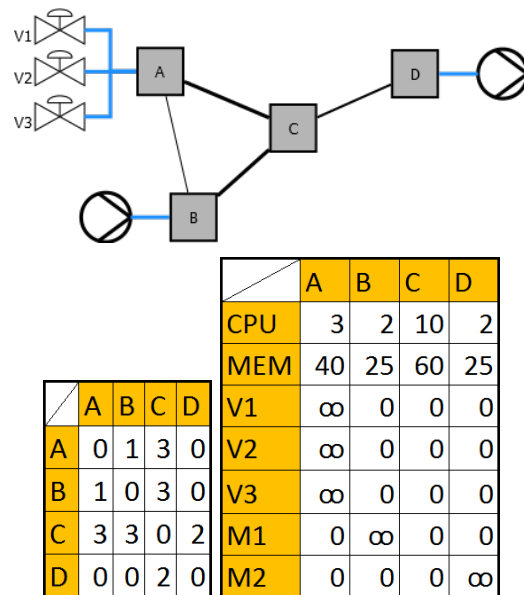 V1
V2
V3
A
B
C
D
A B C D
CPU 3 2 10 2
MEM 40 25 60 25
V1 ∞ 0 0 0
V2 ∞ 0 0 0
V3 ∞ 0 0 0
M1 0 ∞ 0 0
M2 0 0 0 ∞
A B C D
A 0 1 3 0
B 1 0 3 0
C 3 3 0 2
D 0 0 2 0